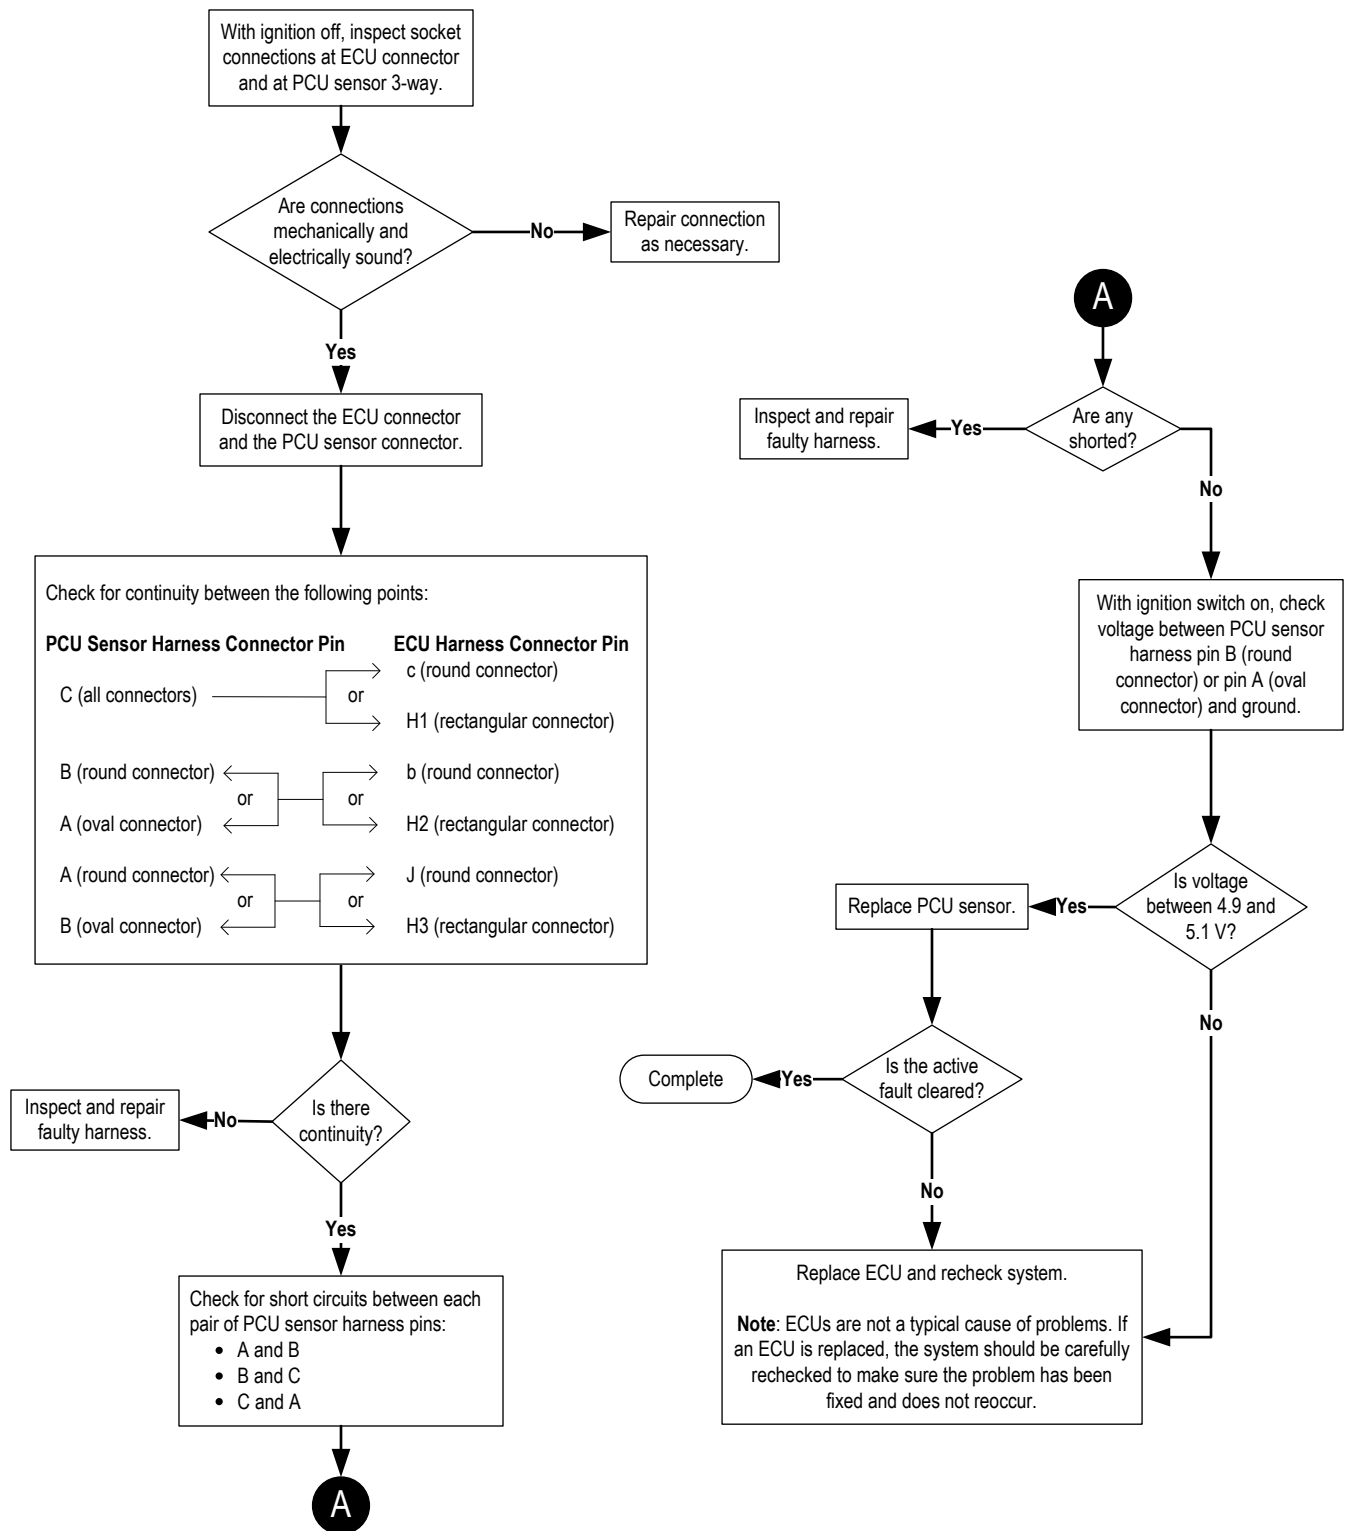 With ignition off, inspect socket
connections at ECU connector
and at PCU sensor 3-way.
Are connections
mechanically and
electrically sound?
No
Repair connection
as necessary.
Yes
Disconnect the ECU connector
and the PCU sensor connector.
Check for continuity between the following points:
PCU Sensor Harness Connector Pin ECU Harness Connector Pin
c (round connector)
C (all connectors) or
H1 (rectangular connector)
B (round connector) b (round connector)
or or
A (oval connector) H2 (rectangular connector)
A (round connector) J (round connector)
or or
B (oval connector) H3 (rectangular connector)
Is there
continuity?
No
Inspect and repair
faulty harness.
Yes
Check for short circuits between each
pair of PCU sensor harness pins:
• A and B
• B and C
• C and A
A
A
Are any
shorted?
Yes
Inspect and repair
faulty harness.
No
With ignition switch on, check
voltage between PCU sensor
harness pin B (round
connector) or pin A (oval
connector) and ground.
Is voltage
between 4.9 and
5.1 V?
Yes
Replace PCU sensor.
No
Is the active
fault cleared?
Yes
Complete
No
Replace ECU and recheck system.
Note: ECUs are not a typical cause of problems. If
an ECU is replaced, the system should be carefully
rechecked to make sure the problem has been
fixed and does not reoccur.